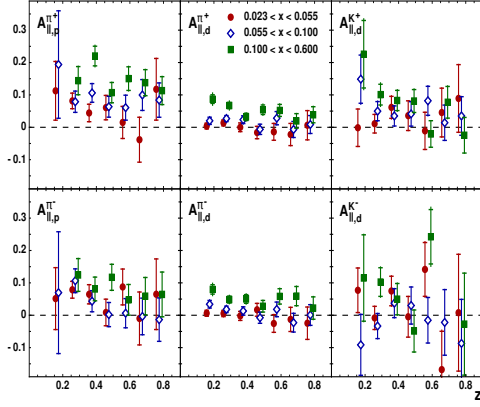 A^{π+}_{||,p} A^{π+}_{||,d} A^{K+}_{||,d}
0.023 < x < 0.055
0.055 < x < 0.100
0.100 < x < 0.600
0.3
0.2
0.1
0
-0.1
A^{π-}_{||,p} A^{π-}_{||,d} A^{K-}_{||,d}
0.3
0.2
0.1
0
-0.1
0.2 0.4 0.6 0.8 0.2 0.4 0.6 0.8 0.2 0.4 0.6 0.8
z